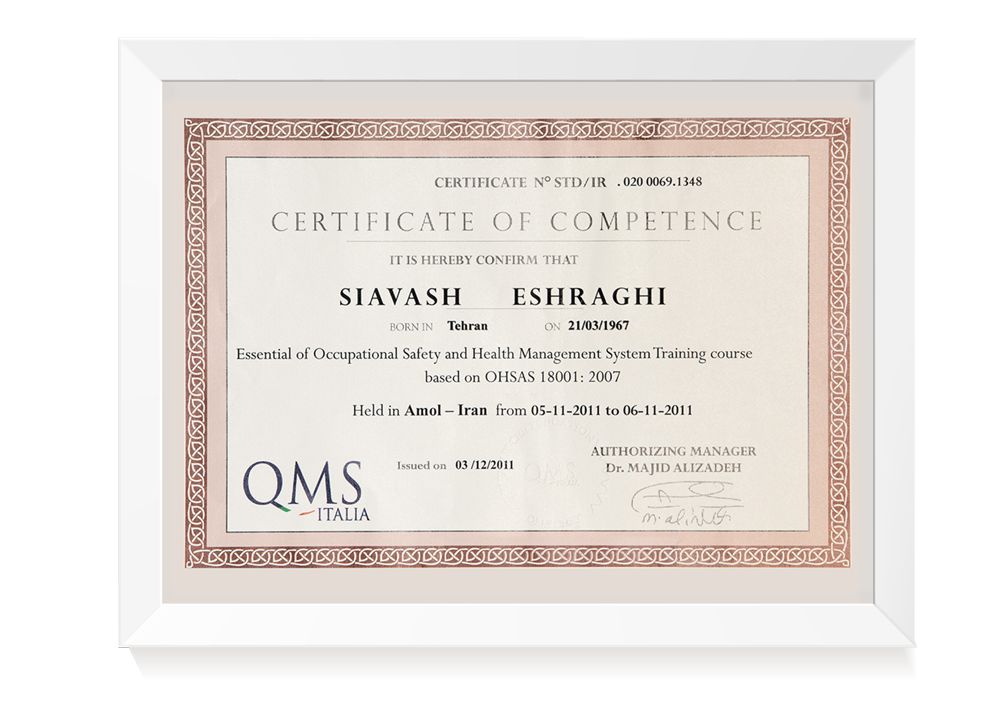 CERTIFICATE N° STD/IR . 020 0069.1348
CERTIFICATE OF COMPETENCE
IT IS HEREBY CONFIRM THAT
SIAVASH ESHRAGHI
BORN IN Tehran ON 21/03/1967
Essential of Occupational Safety and Health Management System Training course
based on OHSAS 18001: 2007
Held in Amol – Iran from 05-11-2011 to 06-11-2011
Issued on 03 /12/2011
AUTHORIZING MANAGER
Dr. MAJID ALIZADEH
QMS
ITALIA